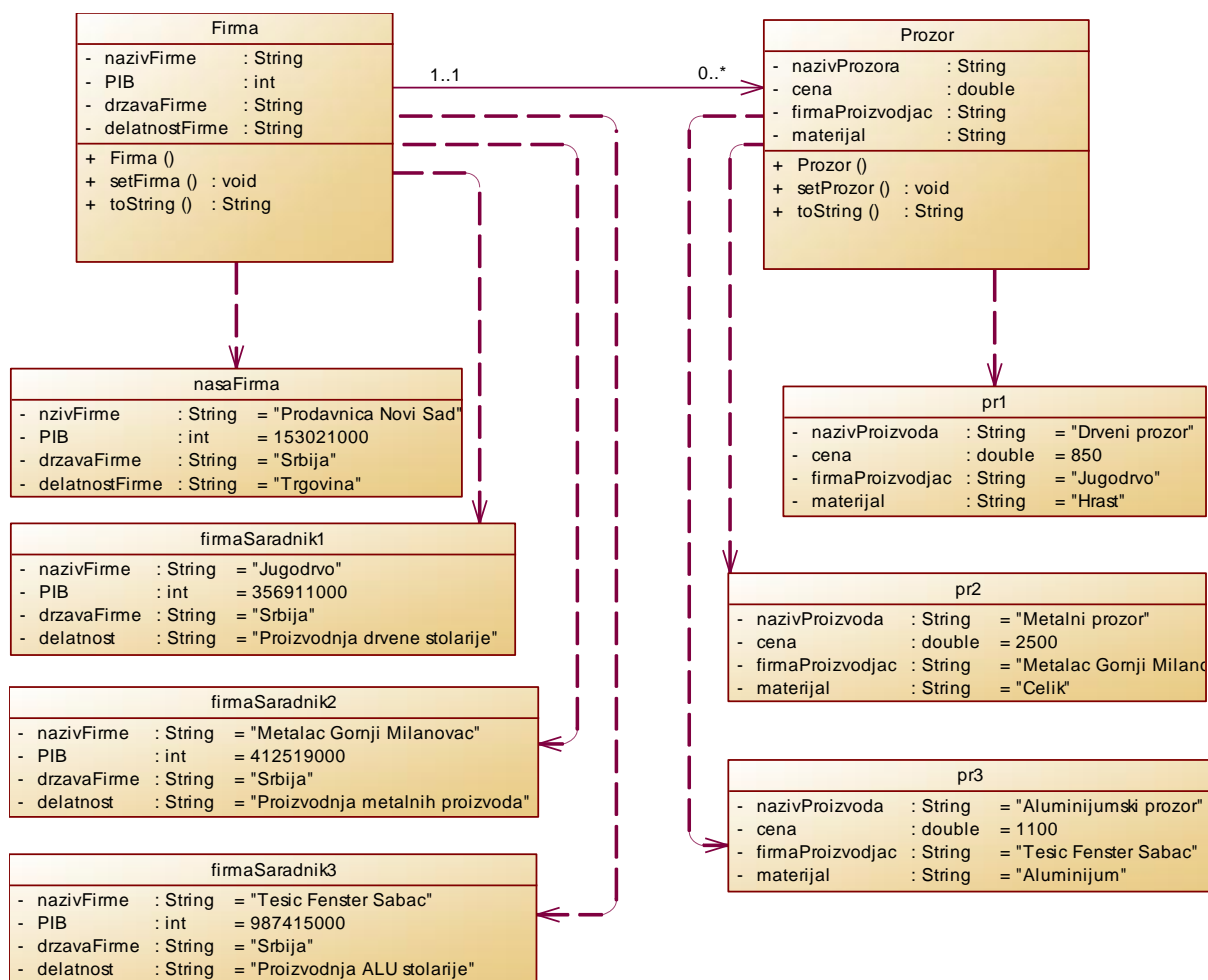 Firma
- nazivFirme : String
- PIB : int
- drzavaFirme : String
- delatnostFirme : String
+ Firma ()
+ setFirma () : void
+ toString () : String
1..1
0..*
Prozor
- nazivProzora : String
- cena : double
- firmaProizvodjac : String
- materijal : String
+ Prozor ()
+ setProzor () : void
+ toString () : String
nasaFirma
- nzivFirme : String = "Prodavnica Novi Sad"
- PIB : int = 153021000
- drzavaFirme : String = "Srbija"
- delatnostFirme : String = "Trgovina"
firmaSaradnik1
- nazivFirme : String = "Jugodrvo"
- PIB : int = 356911000
- drzavaFirme : String = "Srbija"
- delatnost : String = "Proizvodnja drvene stolarije"
firmaSaradnik2
- nazivFirme : String = "Metalac Gornji Milanovac"
- PIB : int = 412519000
- drzavaFirme : String = "Srbija"
- delatnost : String = "Proizvodnja metalnih proizvoda"
firmaSaradnik3
- nazivFirme : String = "Tesic Fenster Sabac"
- PIB : int = 987415000
- drzavaFirme : String = "Srbija"
- delatnost : String = "Proizvodnja ALU stolarije"
pr1
- nazivProizvoda : String = "Drveni prozor"
- cena : double = 850
- firmaProizvodjac : String = "Jugodrvo"
- materijal : String = "Hrast"
pr2
- nazivProizvoda : String = "Metalni prozor"
- cena : double = 2500
- firmaProizvodjac : String = "Metalac Gornji
- materijal : String = "Celik"
pr3
- nazivProizvoda : String = "Aluminijumski prozor"
- cena : double = 1100
- firmaProizvodjac : String = "Tesic Fenster Sabac"
- materijal : String = "Aluminijum"